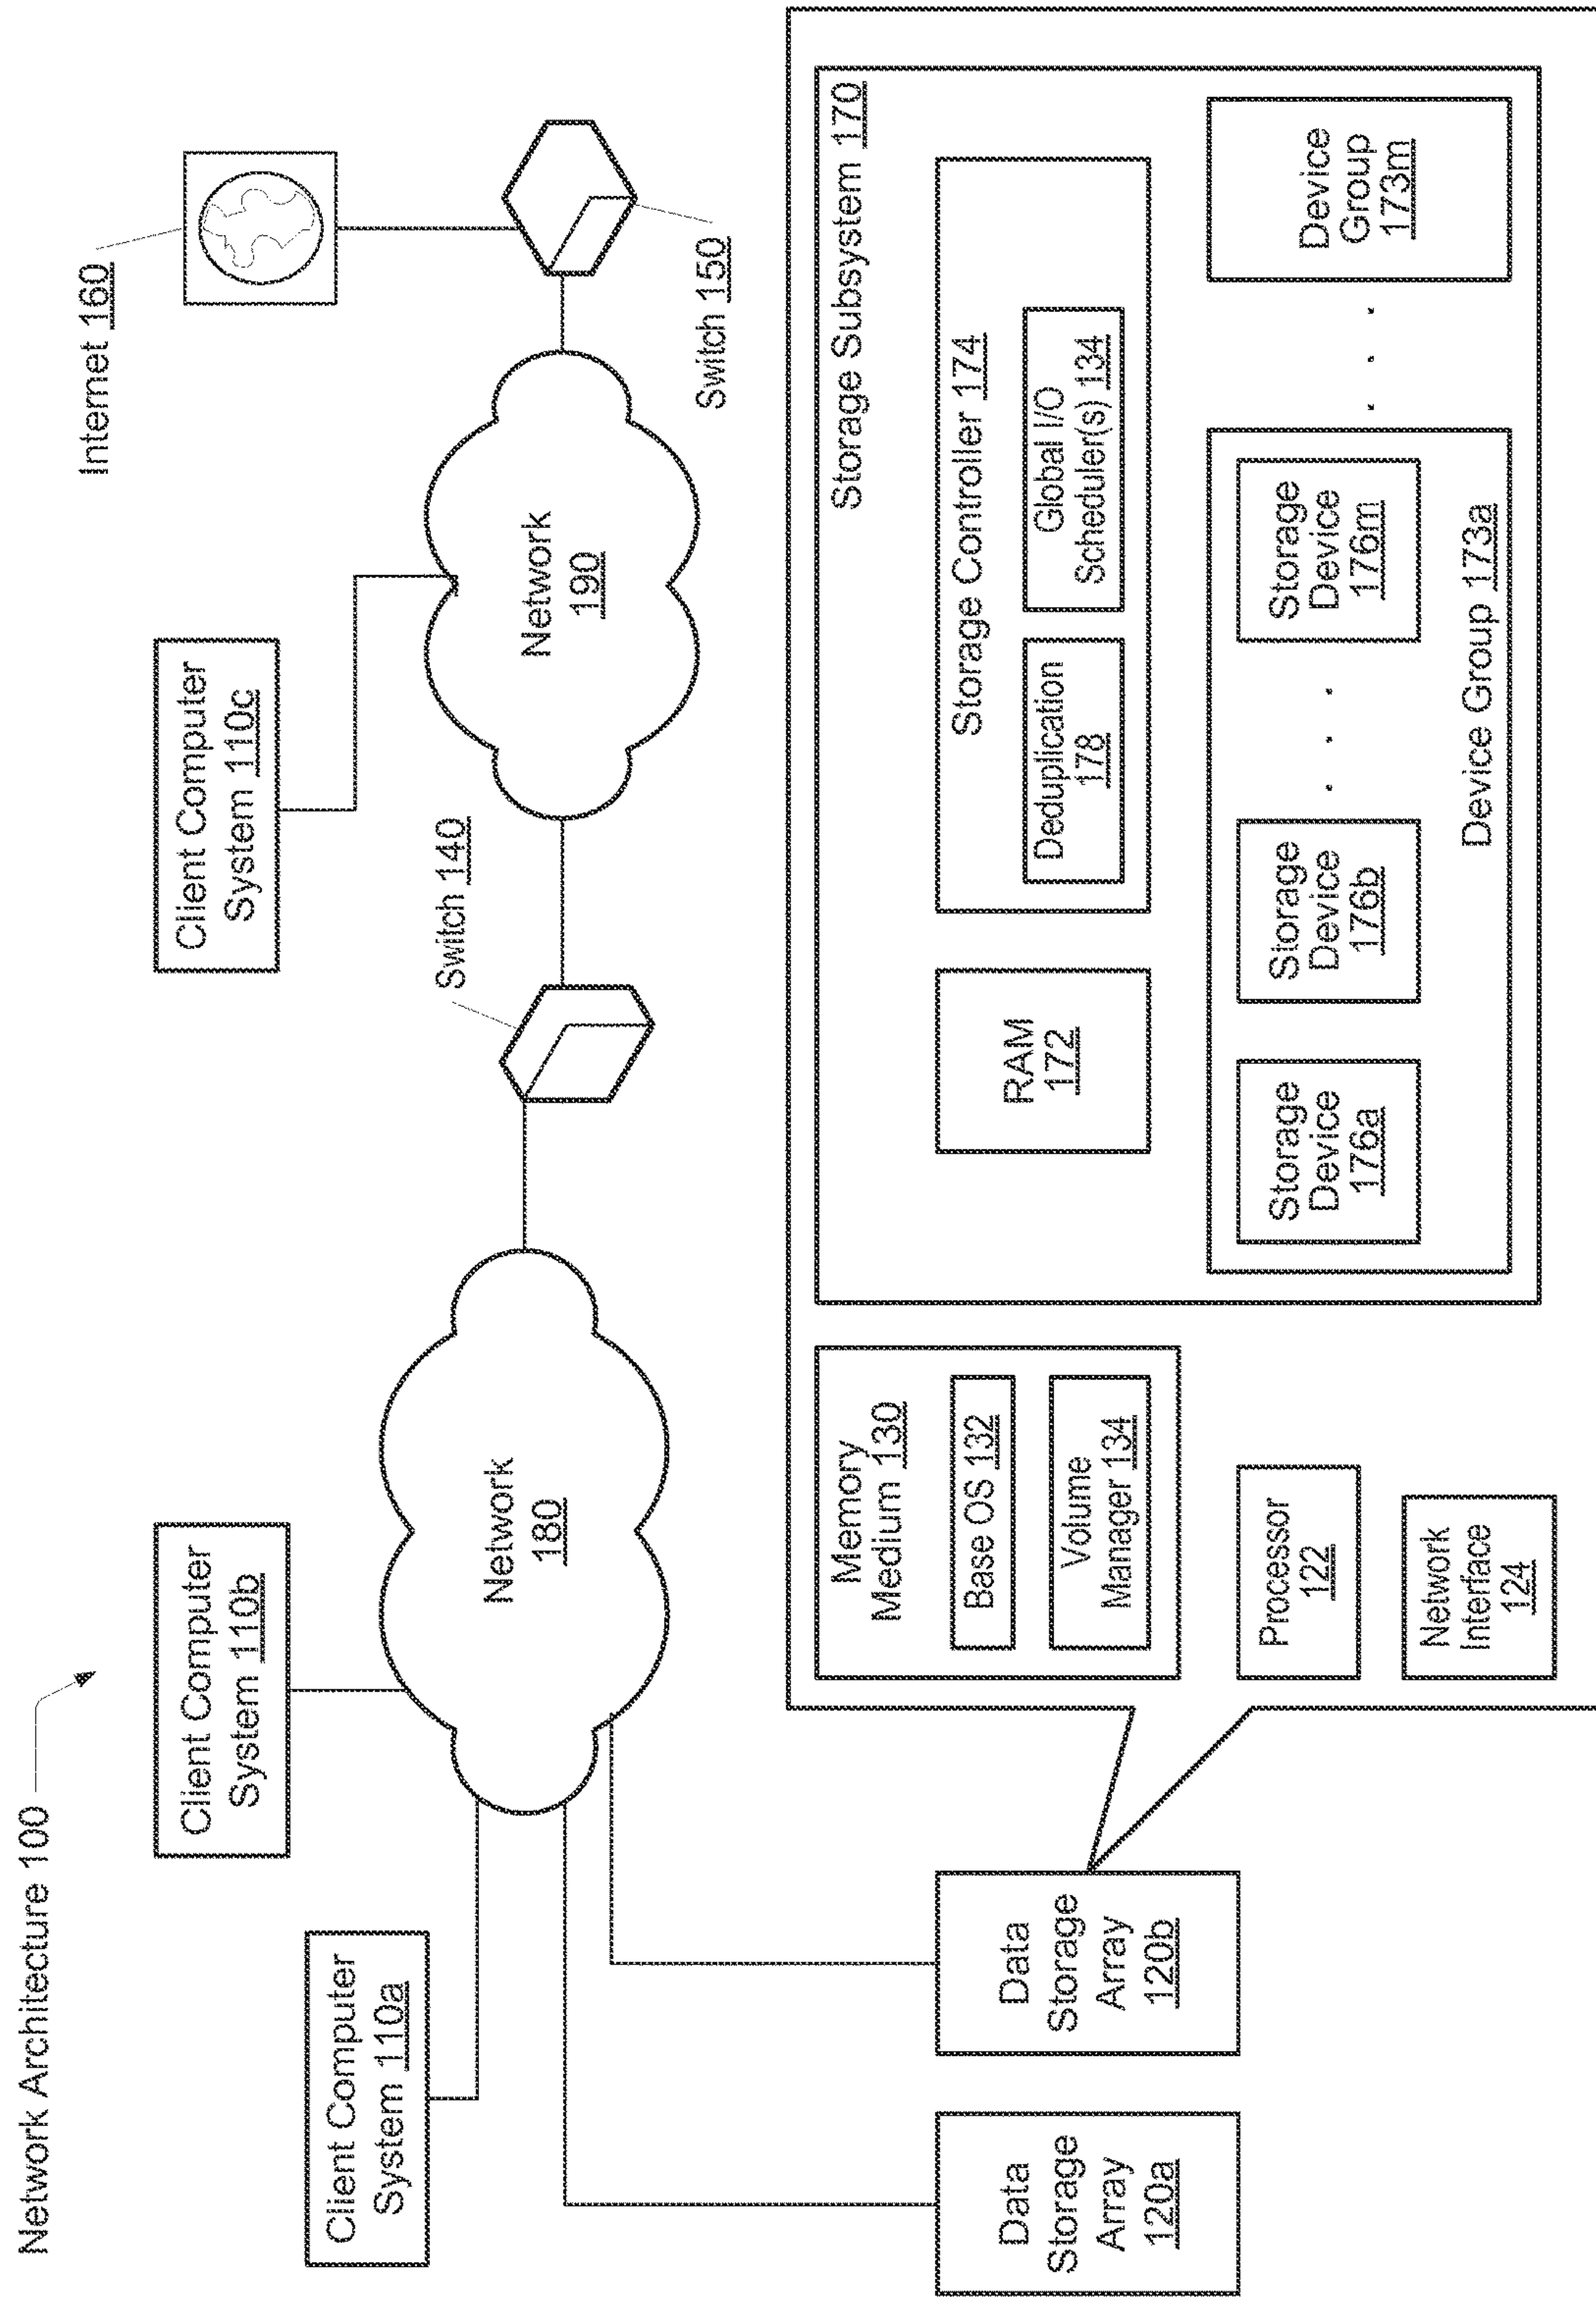 Network Architecture 100
Client Computer
System 110a
Client Computer
System 110b
Client Computer
System 110c
Internet 160
Switch 140
Switch 150
Network
180
Network
190
Data
Storage
Array
120a
Data
Storage
Array
120b
Memory
Medium 130
Base OS 132
Volume
Manager 134
Processor
122
Network
Interface
124
Storage Subsystem 170
RAM
172
Storage Controller 174
Deduplication
178
Global I/O
Scheduler(s) 134
Storage
Device
176a
Storage
Device
176b
. . .
Storage
Device
176m
Device Group 173a
. . .
Device
Group
173m